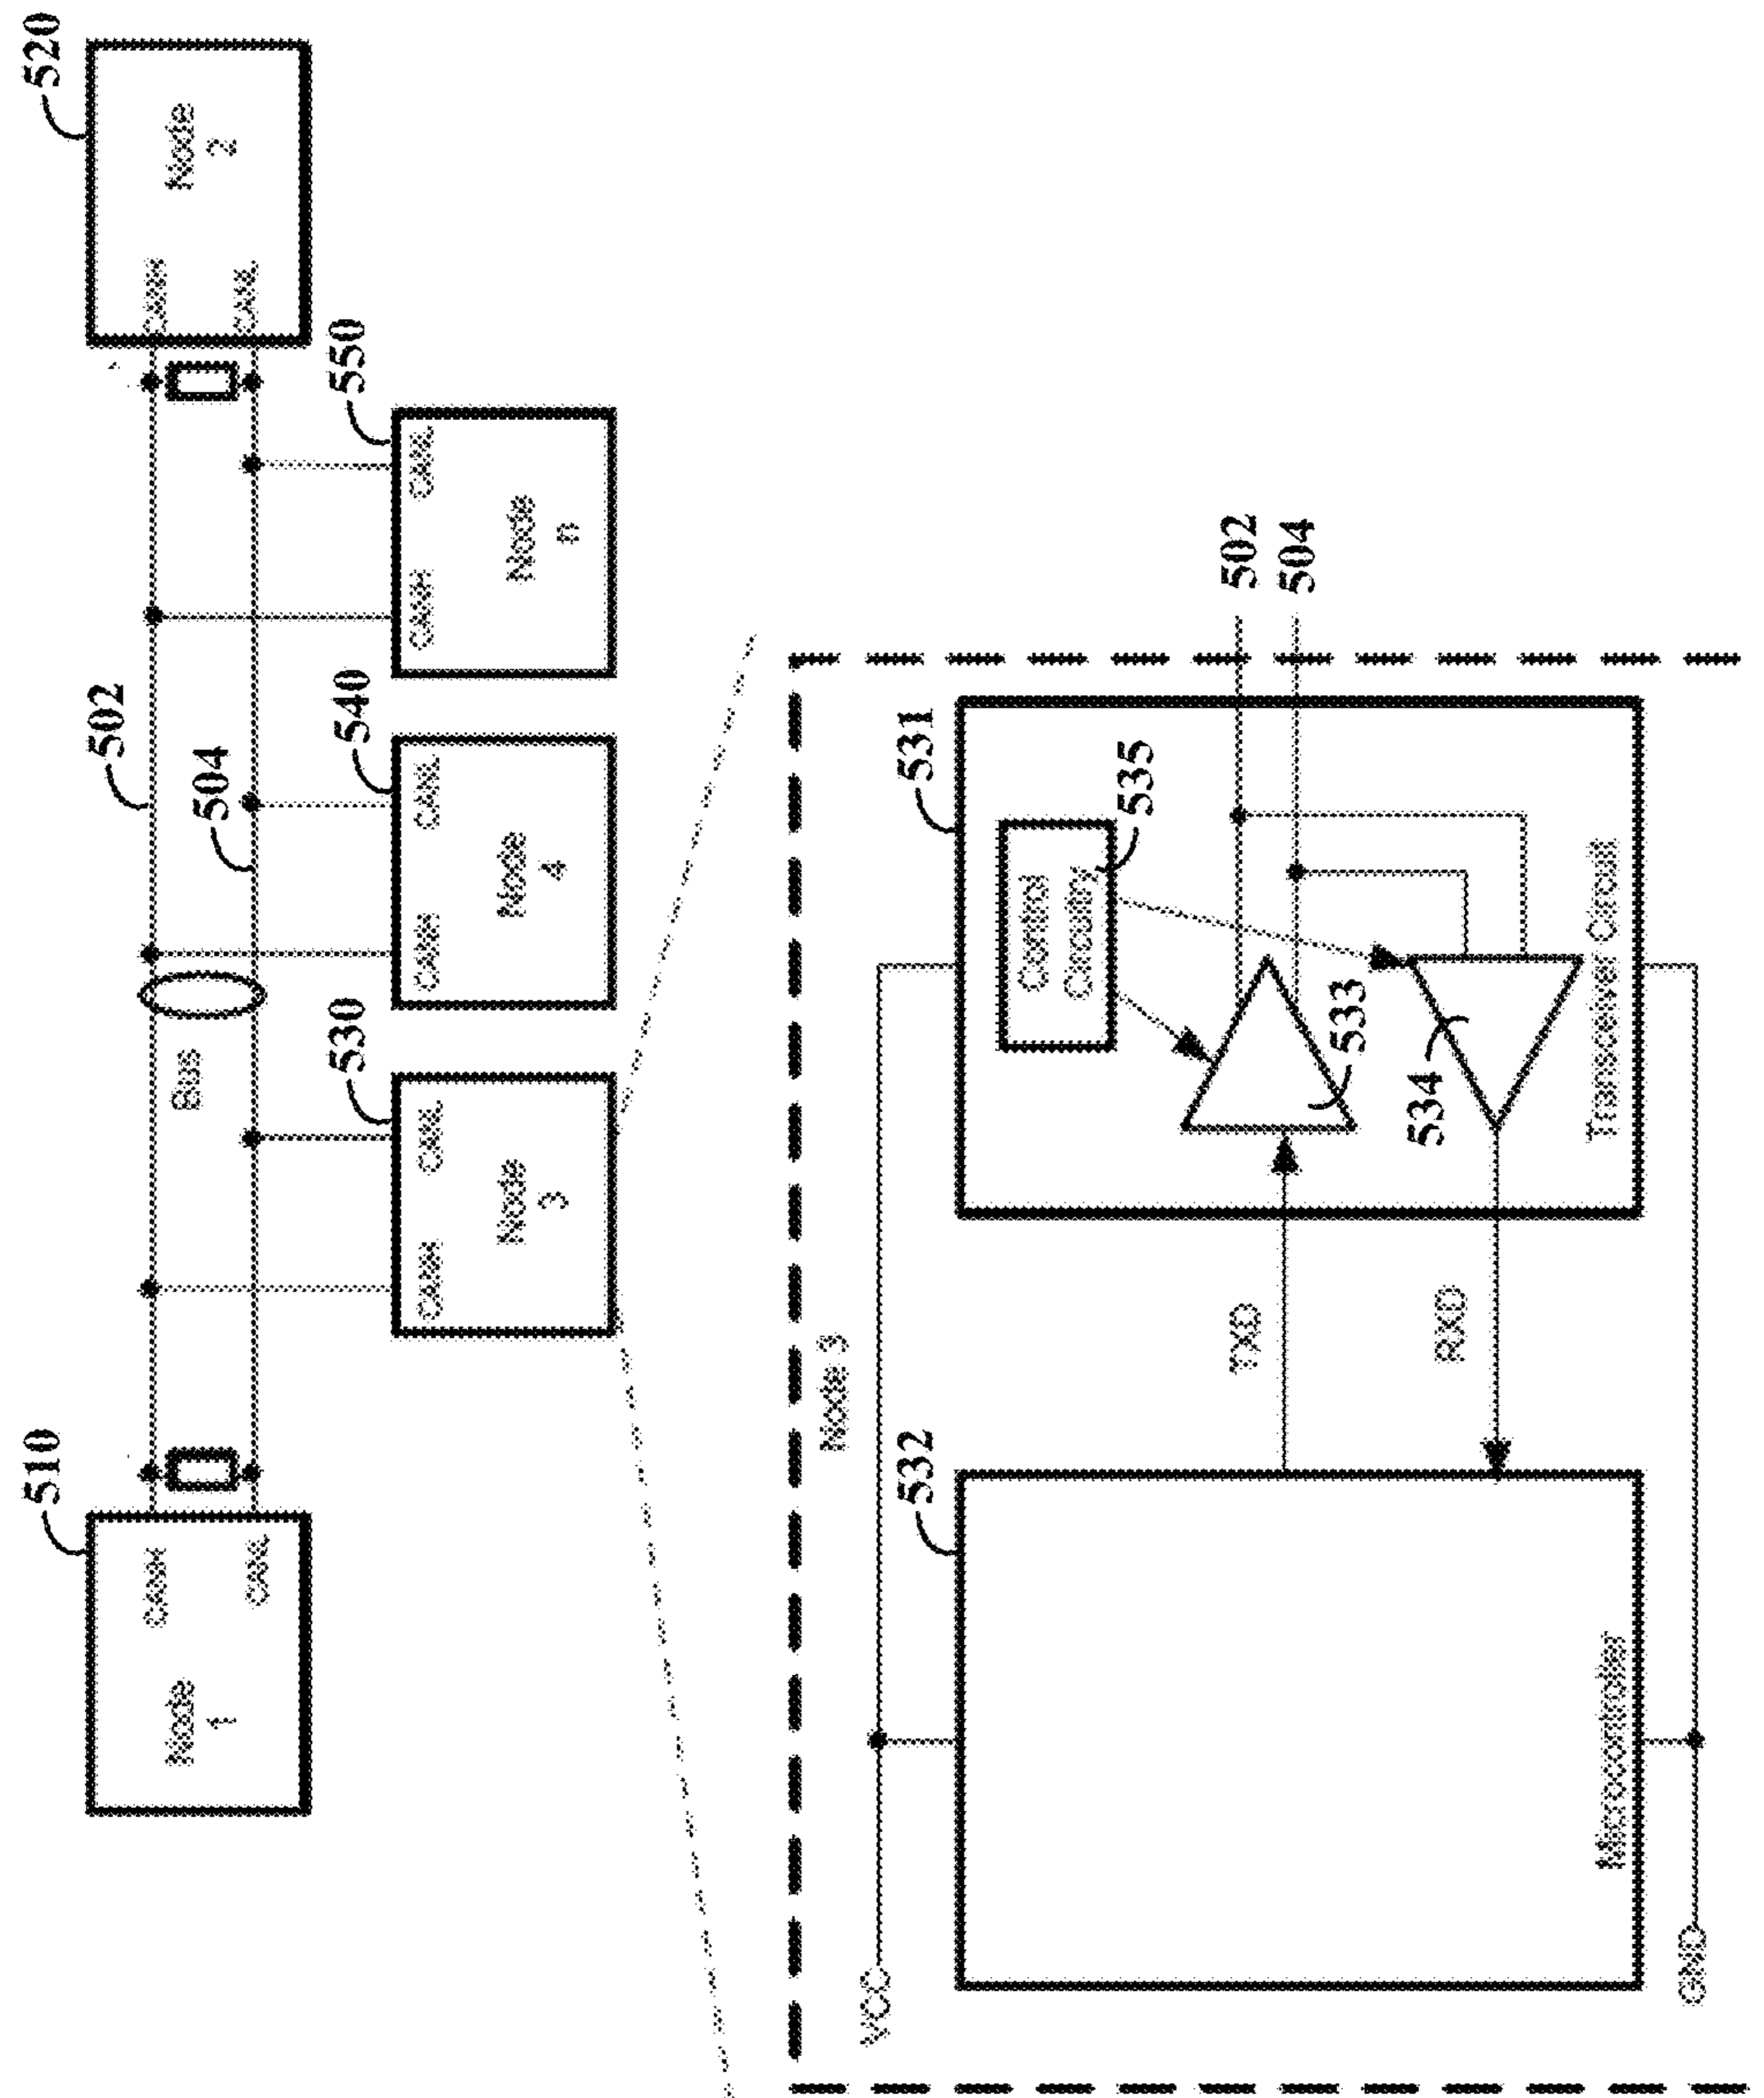 510
520
Node
1
CANH
CANL
502
504
Bus
CANH
CANL
Node
2
530
540
550
CANH
CANL
Node
3
CANH
CANL
Node
4
CANH
CANL
Node
n
Node 3
VCC
532
531
Control
Circuitry
535
502
504
TXD
533
RXD
534
Microcontroller
Transceiver Circuit
GND